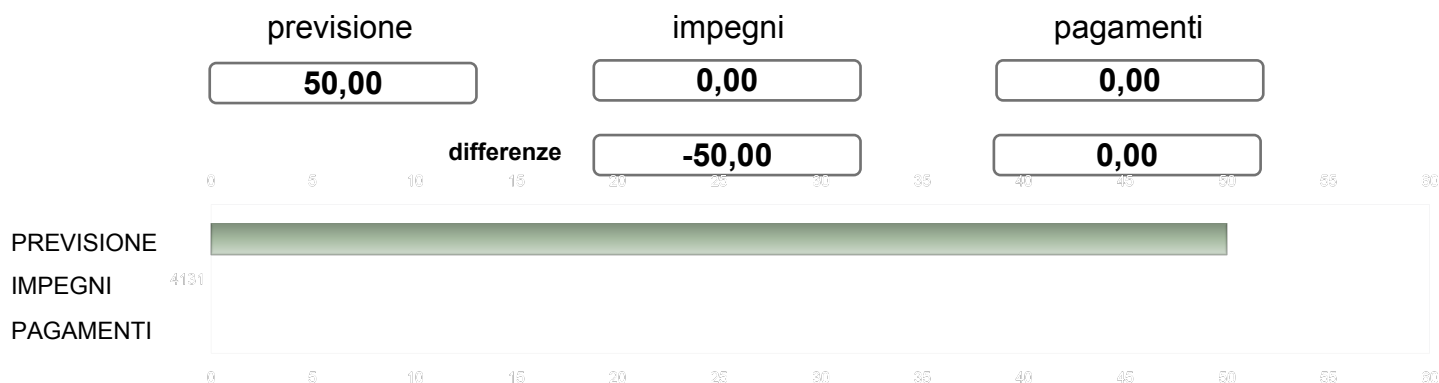 previsione impegni pagamenti
50,00 0,00 0,00
differenze -50,00 0,00
0 5 10 15 20 25 30 35 40 45 50 55 60
PREVISIONE
IMPEGNI 4131
PAGAMENTI
0 5 10 15 20 25 30 35 40 45 50 55 60